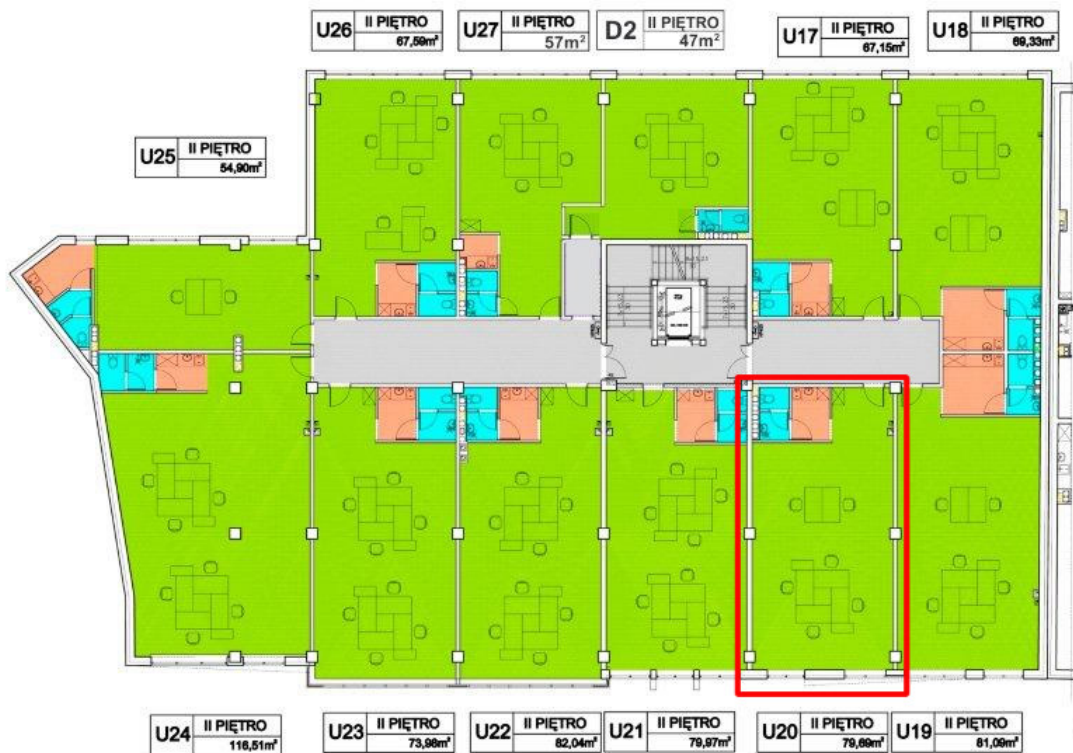 U26 II PIĘTRO
67,59m²
U27 II PIĘTRO
57m²
D2 II PIĘTRO
47m²
U17 II PIĘTRO
67,15m²
U18 II PIĘTRO
69,33m²
U25 II PIĘTRO
54,90m²
U24 II PIĘTRO
116,51m²
U23 II PIĘTRO
73,98m²
U22 II PIĘTRO
82,04m²
U21 II PIĘTRO
79,97m²
U20 II PIĘTRO
79,69m²
U19 II PIĘTRO
81,09m²